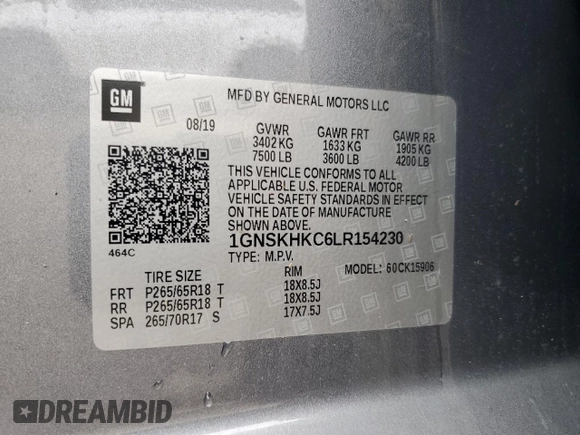 GM
MFD BY GENERAL MOTORS LLC
08/19 GVWR GAWR FRT GAWR RR
3402 KG 1633 KG 1905 KG
7500 LB 3600 LB 4200 LB
THIS VEHICLE CONFORMS TO ALL
APPLICABLE U.S. FEDERAL MOTOR
VEHICLE SAFETY STANDARDS IN EFFECT
ON THE DATE OF MANUFACTURE
SHOWN ABOVE.
464C 1GNSKHKC6LR154230
TYPE: M.P.V. MODEL: 60CK15906
TIRE SIZE RIM
FRT P265/65R18 T 18X8.5J
RR P265/65R18 T 18X8.5J
SPA 265/70R17 S 17X7.5J
DREAMBID